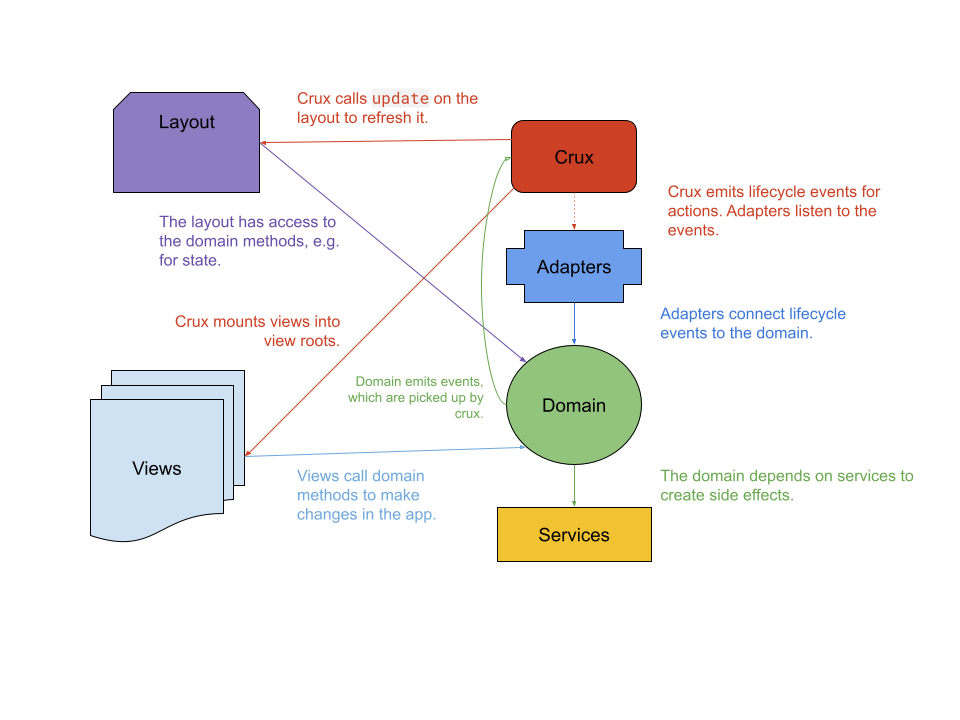 Crux calls update on the
layout to refresh it.
Layout
Crux
Crux emits lifecycle events for
actions. Adapters listen to the
events.
The layout has access to
the domain methods, e.g.
for state.
Adapters
Crux mounts views into
view roots.
Adapters connect lifecycle
events to the domain.
Domain emits events,
which are picked up by
crux.
Domain
Views
Views call domain
methods to make
changes in the app.
The domain depends on services to
create side effects.
Services